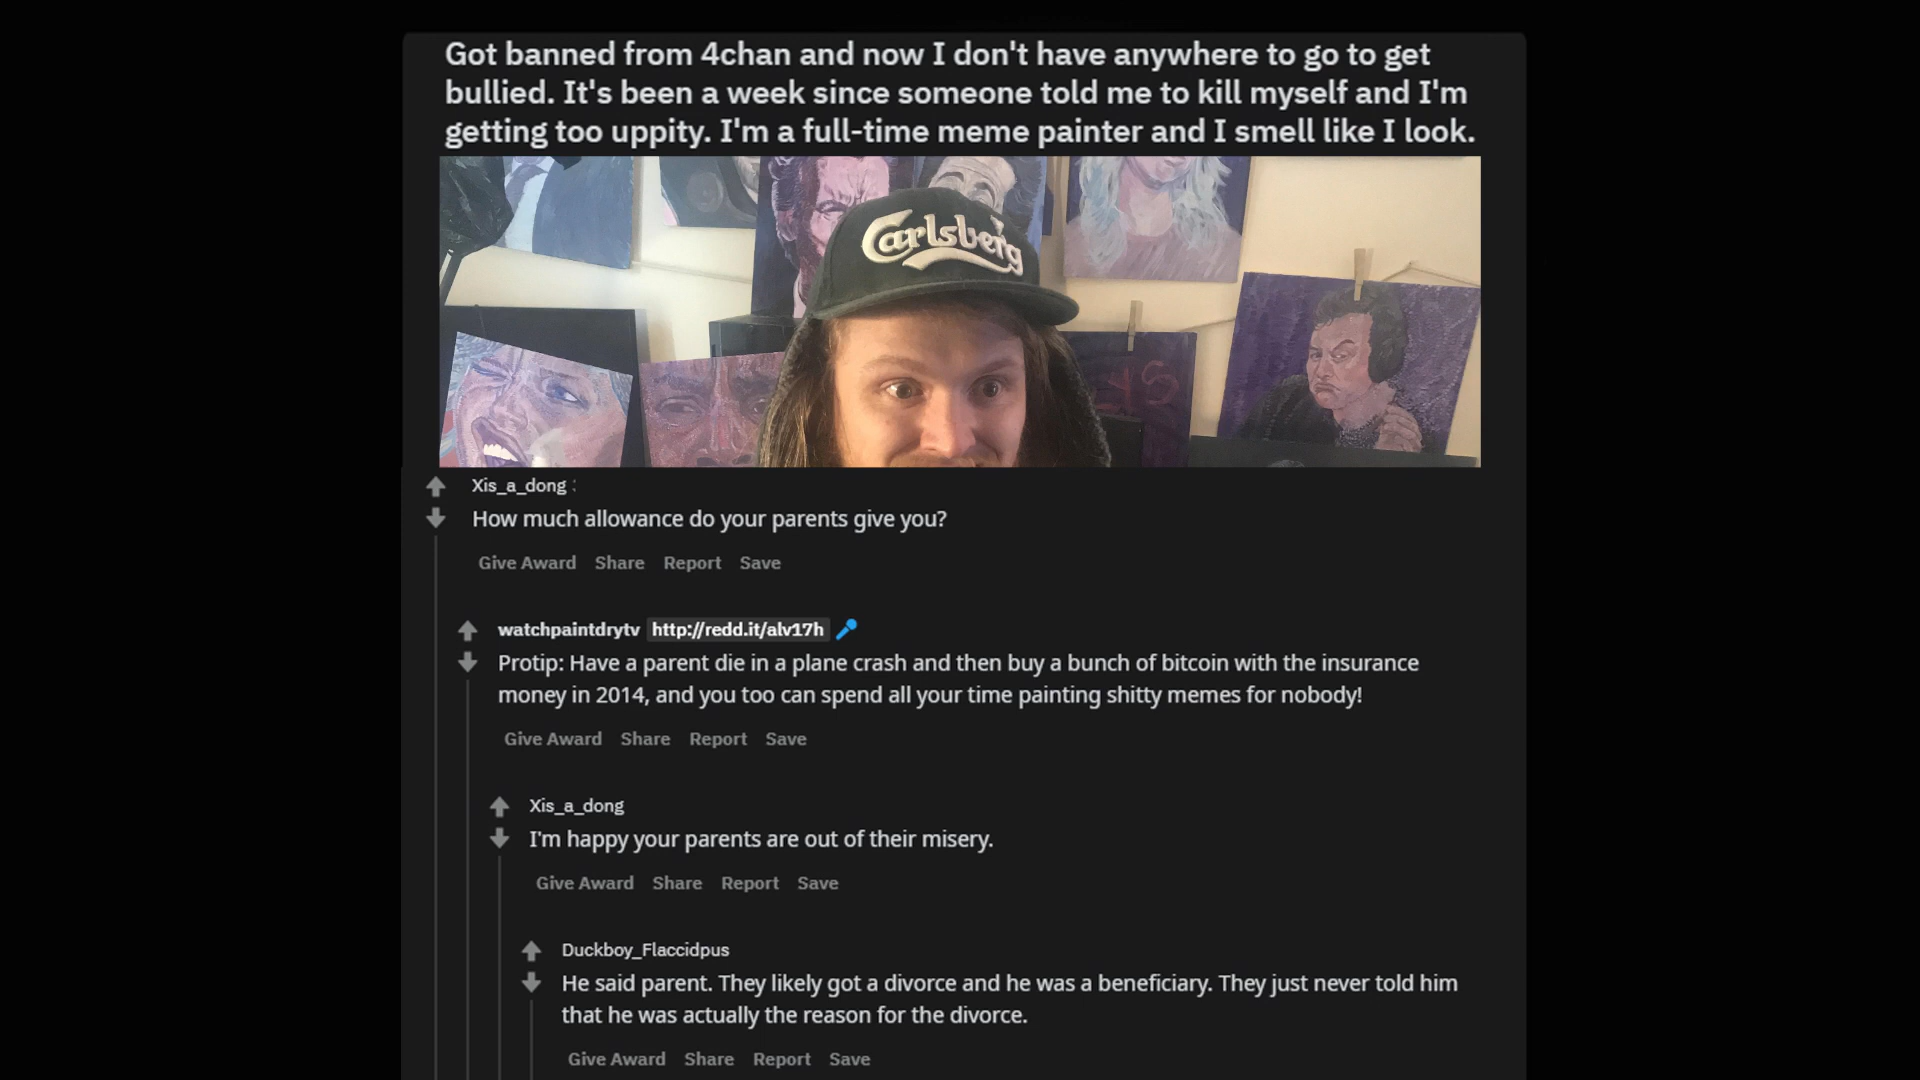 Got banned from 4chan and now I don't have anywhere to go to get
bullied. It's been a week since someone told me to kill myself and I'm
getting too uppity. I'm a full-time meme painter and I smell like I look.
Carlsberg
Xis_a_dong
How much allowance do your parents give you?
Give Award Share Report Save
watchpaintdrytv http://redd.it/alv17h
Protip: Have a parent die in a plane crash and then buy a bunch of bitcoin with the insurance
money in 2014, and you too can spend all your time painting shitty memes for nobody!
Give Award Share Report Save
Xis_a_dong
I'm happy your parents are out of their misery.
Give Award Share Report Save
Duckboy_Flaccidpus
He said parent. They likely got a divorce and he was a beneficiary. They just never told him
that he was actually the reason for the divorce.
Give Award Share Report Save